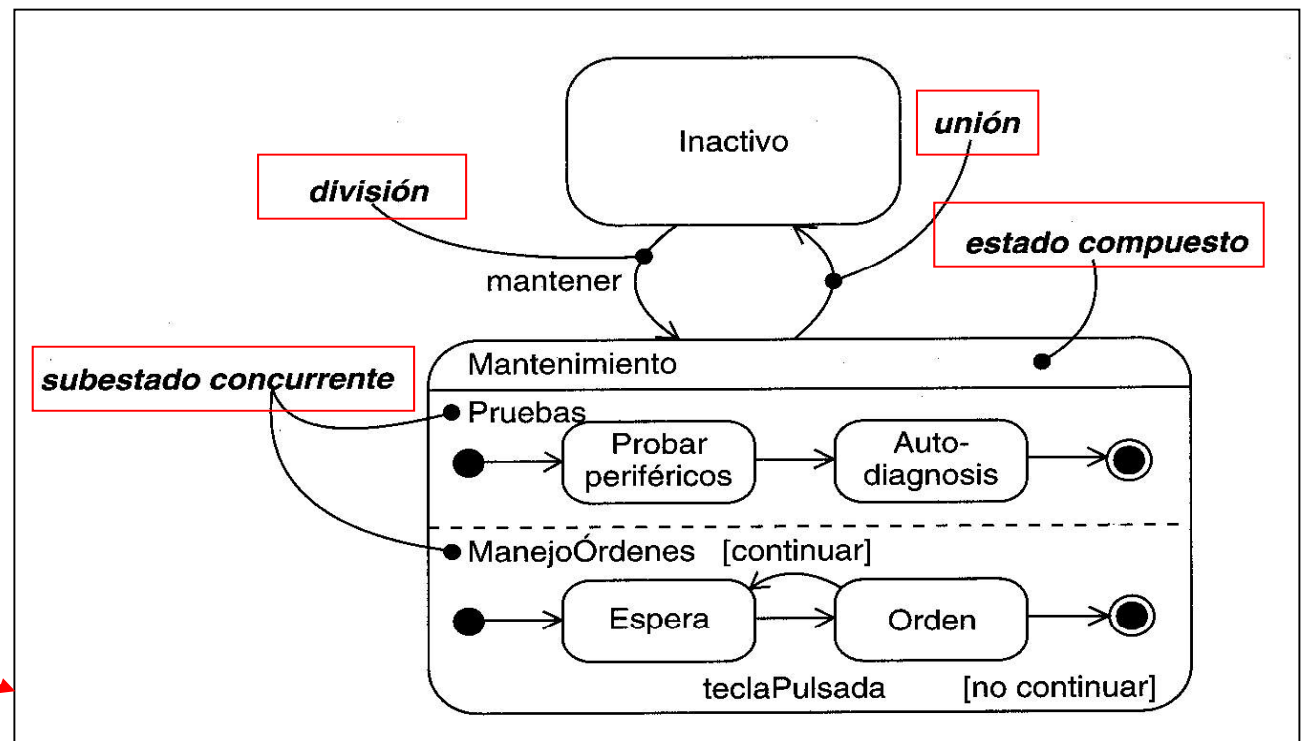 Inactivo
unión
división
estado compuesto
mantener
Mantenimiento
subestado concurrente
Pruebas
Probar
periféricos
Auto-
diagnosis
ManejoÓrdenes [continuar]
Espera
Orden
teclaPulsada [no continuar]